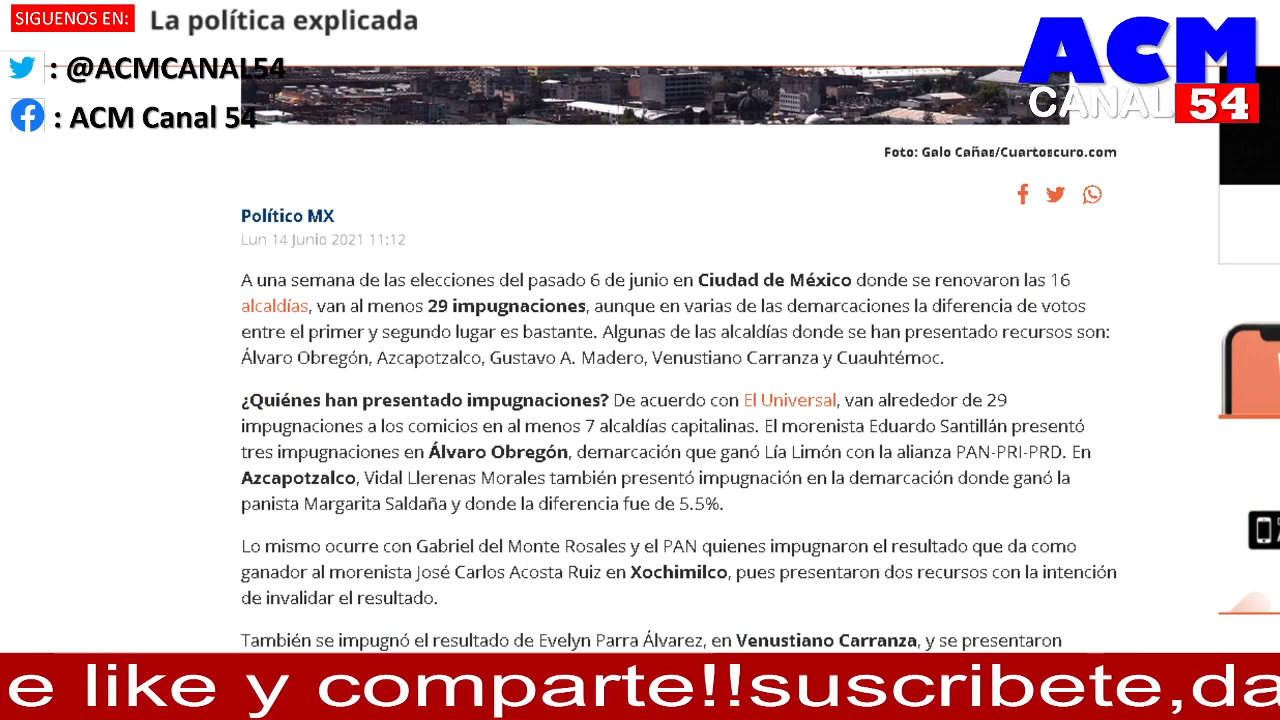 SIGUENOS EN:
La política explicada
: @ACMCANAL54
: ACM Canal 54
ACM
CANAL 54
Foto: Galo Cañas/Cuartoscuro.com
Político MX
Lun 14 Junio 2021 11:12
A una semana de las elecciones del pasado 6 de junio en Ciudad de México donde se renovaron las 16
alcaldías, van al menos 29 impugnaciones, aunque en varias de las demarcaciones la diferencia de votos
entre el primer y segundo lugar es bastante. Algunas de las alcaldías donde se han presentado recursos son:
Álvaro Obregón, Azcapotzalco, Gustavo A. Madero, Venustiano Carranza y Cuauhtémoc.
¿Quiénes han presentado impugnaciones? De acuerdo con El Universal, van alrededor de 29
impugnaciones a los comicios en al menos 7 alcaldías capitalinas. El morenista Eduardo Santillán presentó
tres impugnaciones en Álvaro Obregón, demarcación que ganó Lía Limón con la alianza PAN-PRI-PRD. En
Azcapotzalco, Vidal Llerenas Morales también presentó impugnación en la demarcación donde ganó la
panista Margarita Saldaña y donde la diferencia fue de 5.5%.
Lo mismo ocurre con Gabriel del Monte Rosales y el PAN quienes impugnaron el resultado que da como
ganador al morenista José Carlos Acosta Ruiz en Xochimilco, pues presentaron dos recursos con la intención
de invalidar el resultado.
También se impugnó el resultado de Evelyn Parra Álvarez, en Venustiano Carranza, y se presentaron
e like y comparte!!suscribete,da